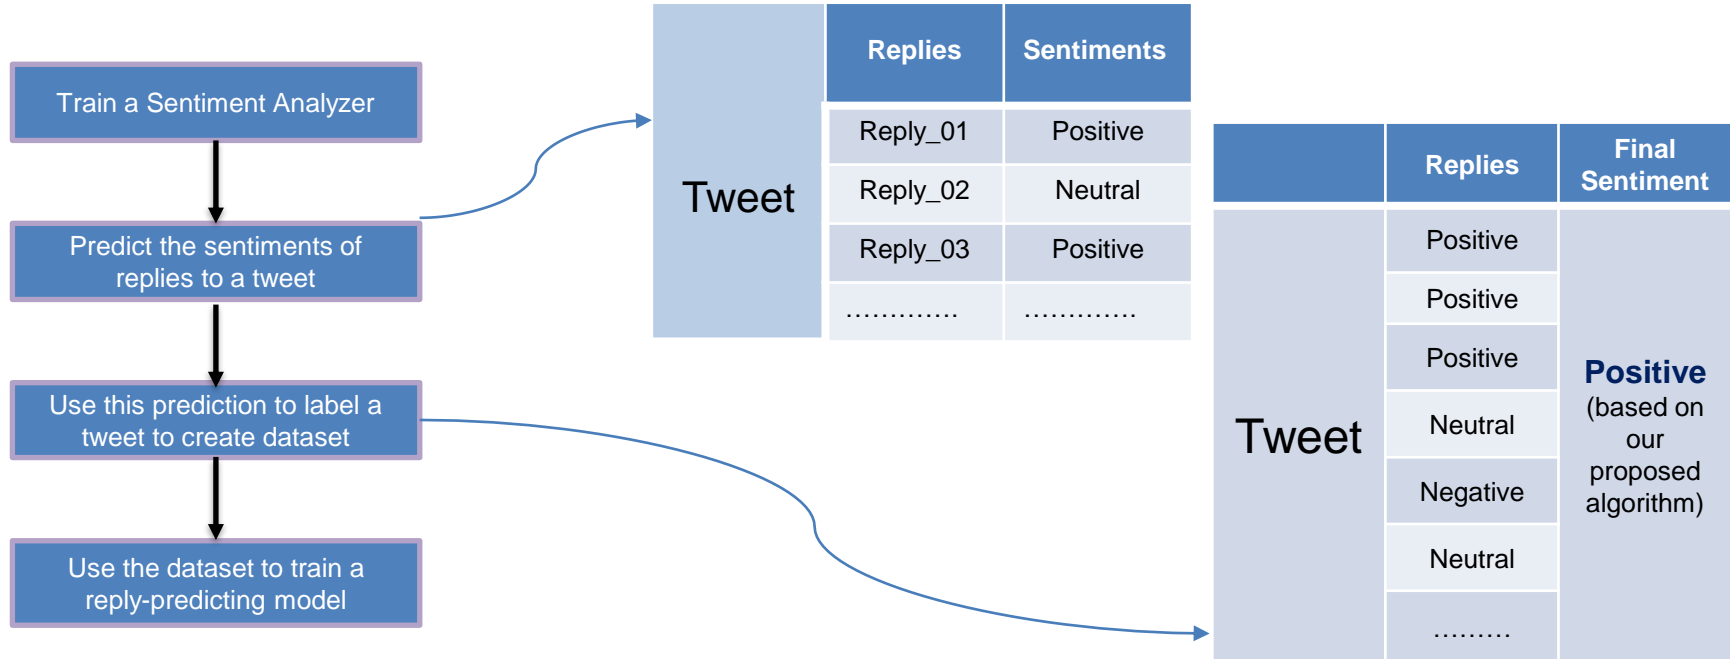 Train a Sentiment Analyzer
Predict the sentiments of
replies to a tweet
Use this prediction to label a
tweet to create dataset
Use the dataset to train a
reply-predicting model
Replies Sentiments
Tweet
Reply_01 Positive
Reply_02 Neutral
Reply_03 Positive
…………. ………….
Replies Final
Sentiment
Tweet
Positive
Positive
Positive
Neutral
Negative
Neutral
………
Positive
(based on
our
proposed
algorithm)